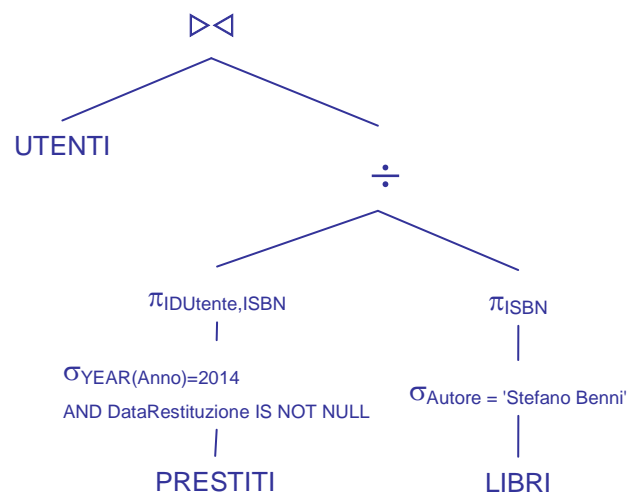 ⋈
UTENTI
÷
πIDUtente,ISBN
πISBN
σYEAR(Anno)=2014
AND DataRestituzione IS NOT NULL
σAutore = 'Stefano Benni'
PRESTITI
LIBRI